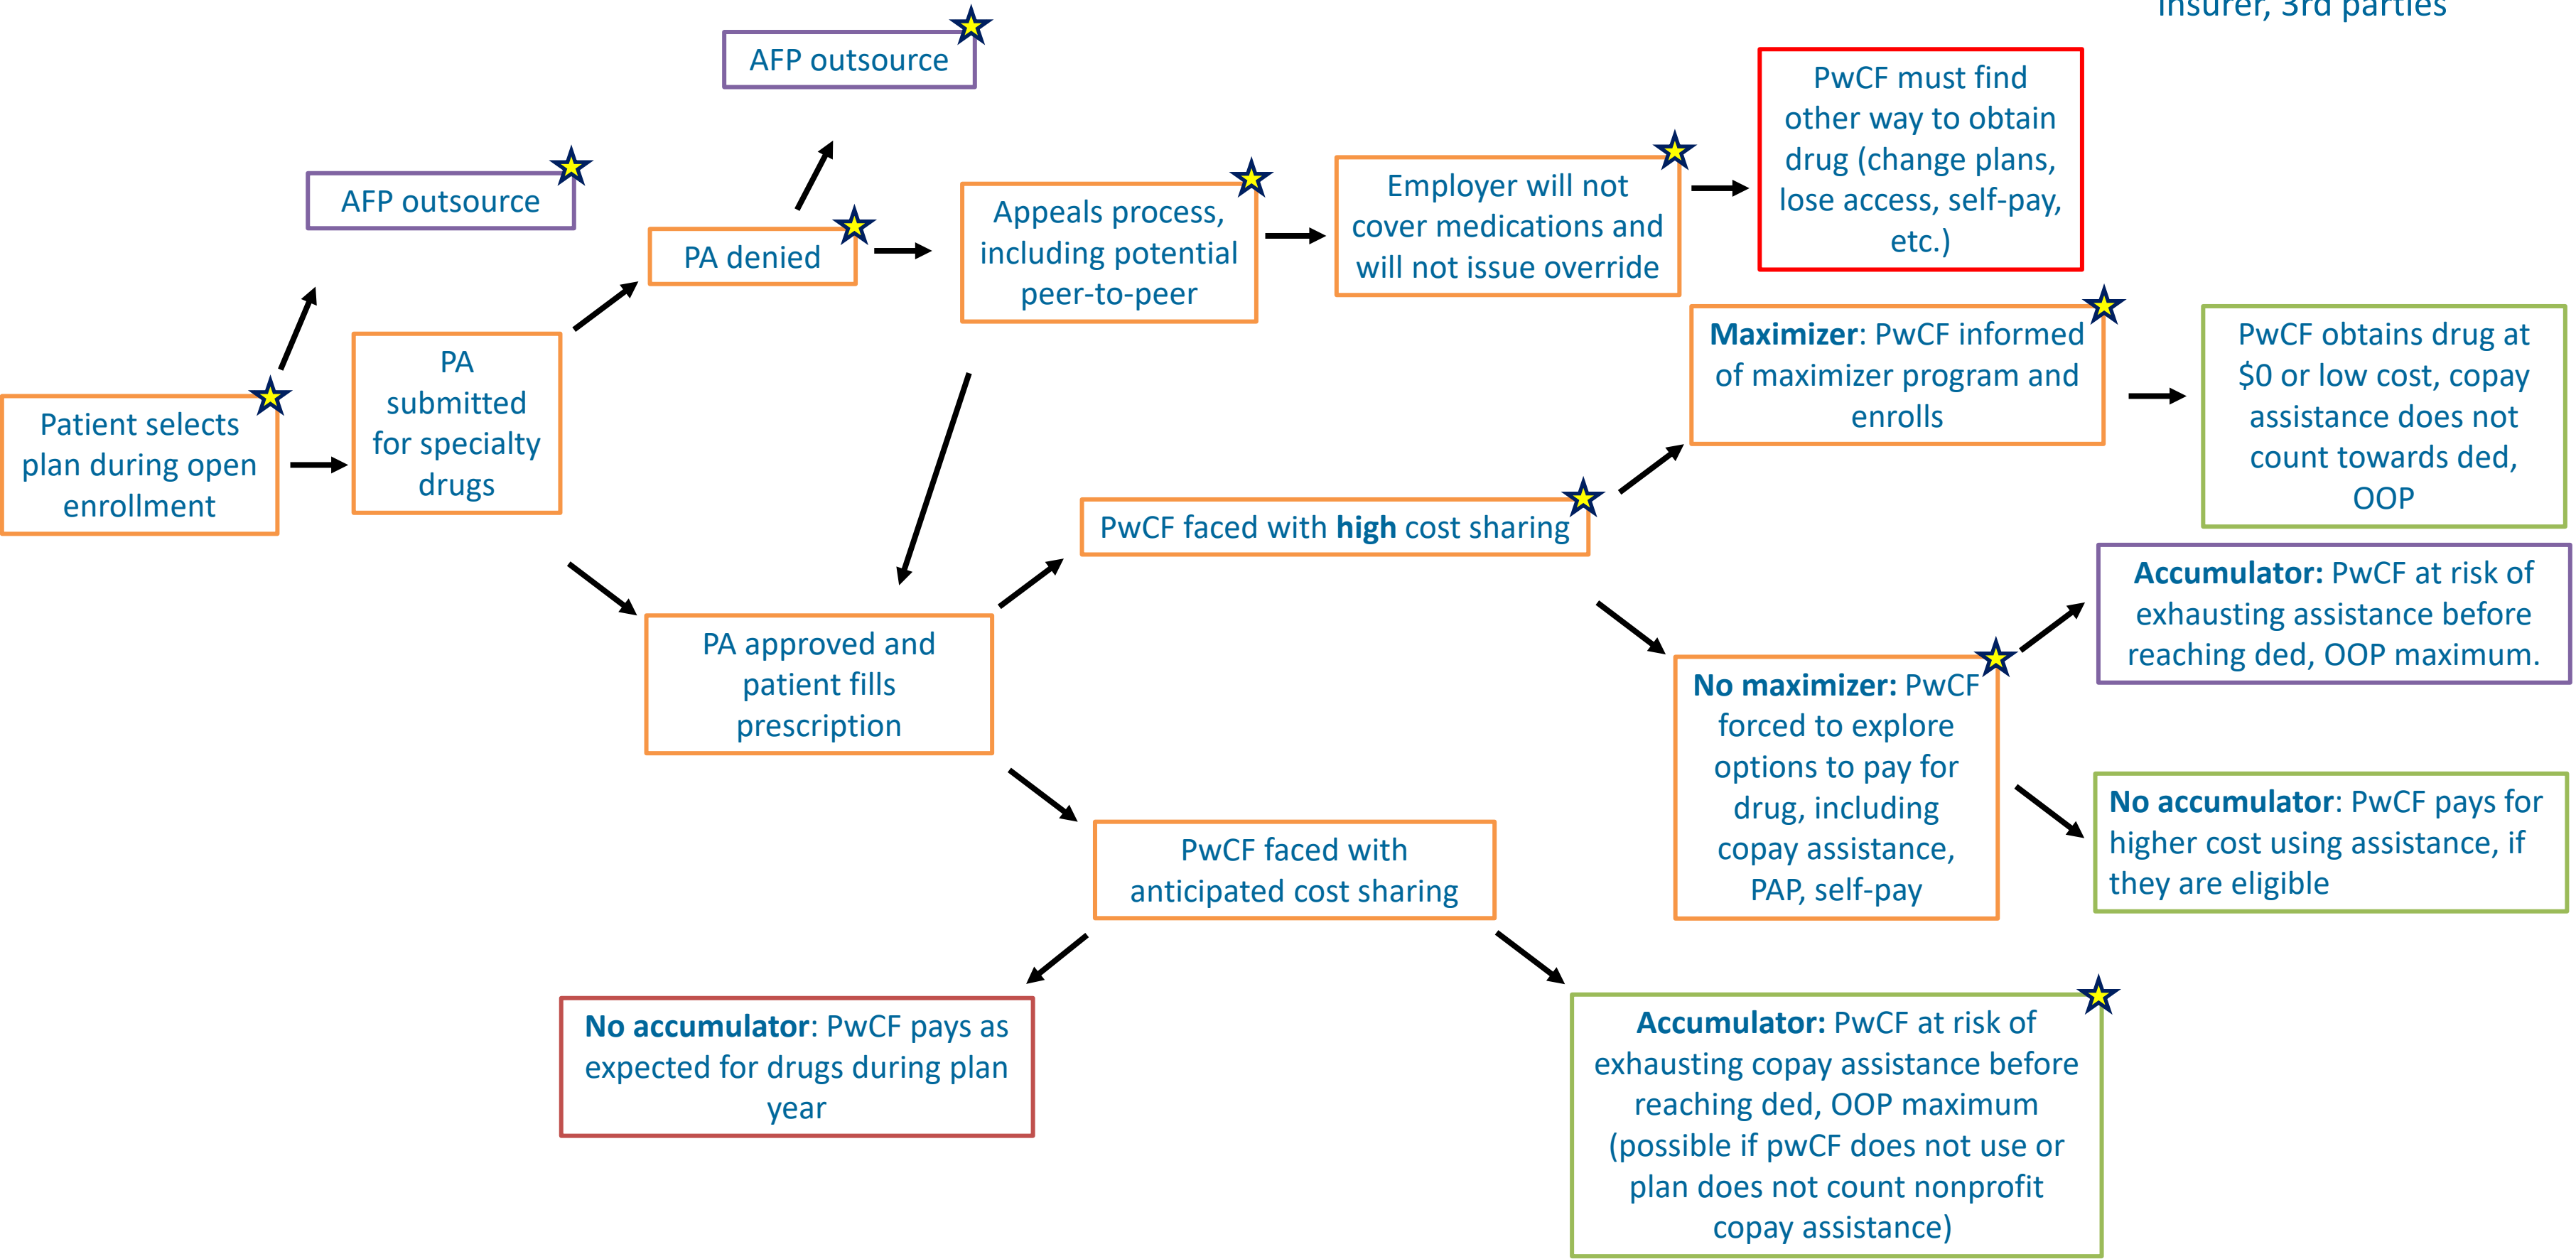 insurer, 3rd parties
AFP outsource
AFP outsource
PwCF must find
other way to obtain
drug (change plans,
lose access, self-pay,
etc.)
Employer will not
cover medications and
will not issue override
Appeals process,
including potential
peer-to-peer
PA denied
PA
submitted
for specialty
drugs
Patient selects
plan during open
enrollment
Maximizer: PwCF informed
of maximizer program and
enrolls
PwCF obtains drug at
$0 or low cost, copay
assistance does not
count towards ded,
OOP
PwCF faced with high cost sharing
Accumulator: PwCF at risk of
exhausting assistance before
reaching ded, OOP maximum.
PA approved and
patient fills
prescription
No maximizer: PwCF
forced to explore
options to pay for
drug, including
copay assistance,
PAP, self-pay
No accumulator: PwCF pays for
higher cost using assistance, if
they are eligible
PwCF faced with
anticipated cost sharing
No accumulator: PwCF pays as
expected for drugs during plan
year
Accumulator: PwCF at risk of
exhausting copay assistance before
reaching ded, OOP maximum
(possible if pwCF does not use or
plan does not count nonprofit
copay assistance)